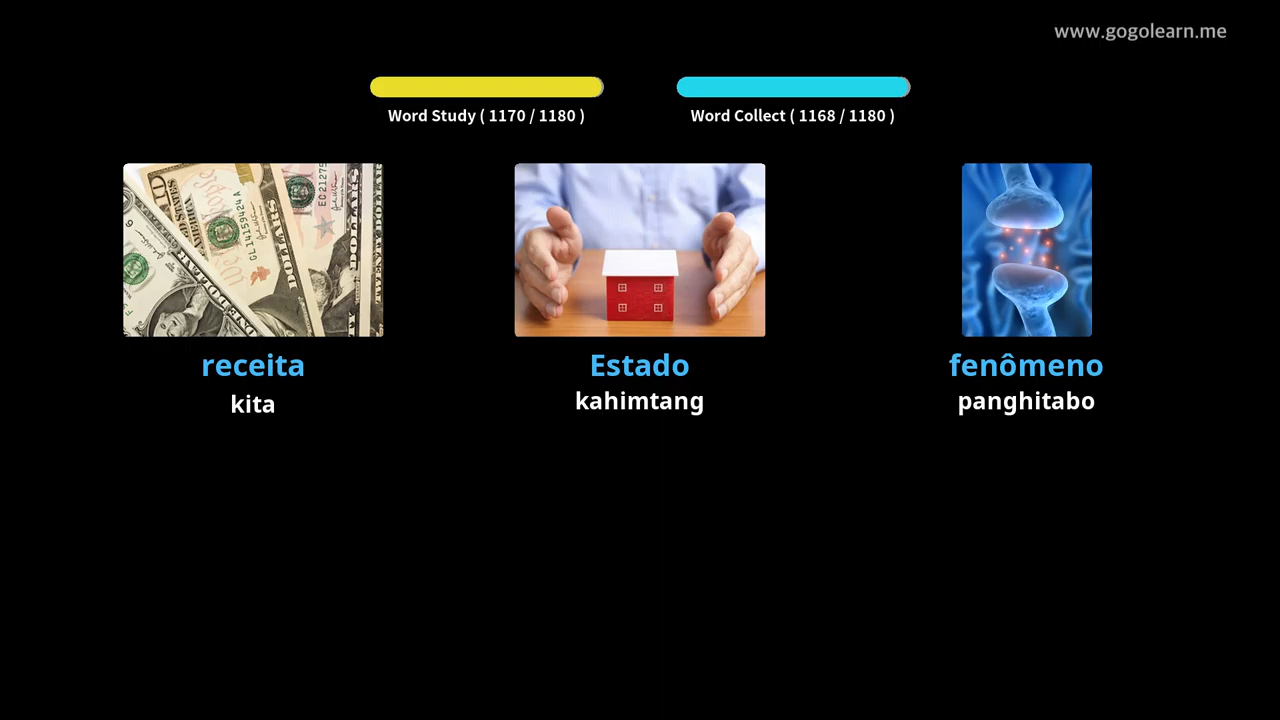 www.gogolearn.me
Word Study ( 1170 / 1180 )
Word Collect ( 1168 / 1180 )
receita
Estado
fenômeno
kita
kahimtang
panghitabo